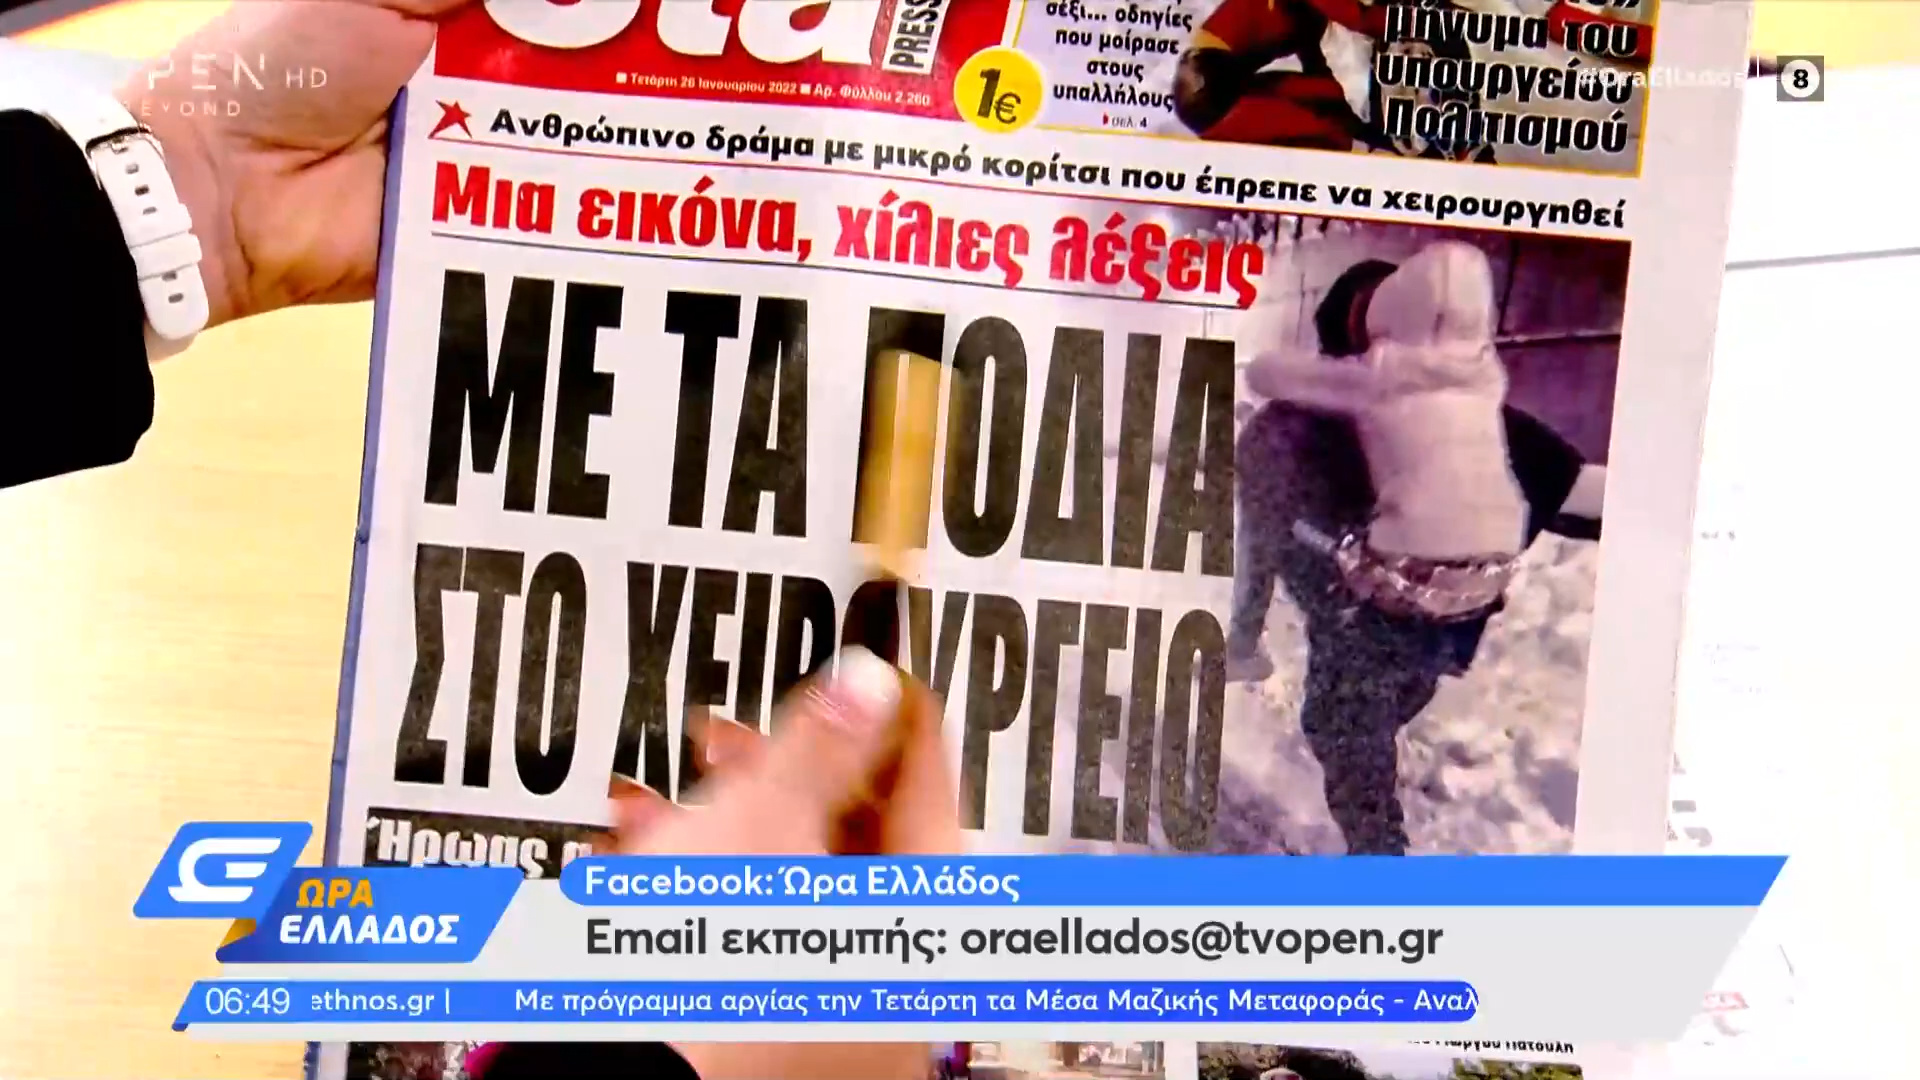 OPEN HD
BEYOND
#OraEllados
8
sta
PRESS
Τετάρτη 26 Ιανουαρίου 2022 ■ Αρ. Φύλλου 2.260
1€
σέξι... οδηγίες
που μοίρασε
στους
υπαλλήλους
σελ. 4
μήνυμα του
υπουργείου
Πολιτισμού
Ανθρώπινο δράμα με μικρό κορίτσι που έπρεπε να χειρουργηθεί
Μια εικόνα, χίλιες λέξεις
ΜΕ ΤΑ ΠΟΔΙΑ
ΣΤΟ ΧΕΙΡΟΥΡΓΕΙΟ
Ήρωας
ΩΡΑ
ΕΛΛΑΔΟΣ
Facebook: Ώρα Ελλάδος
Email εκπομπής: oraellados@tvopen.gr
06:49 ethnos.gr | Με πρόγραμμα αργίας την Τετάρτη τα Μέσα Μαζικής Μεταφοράς - Αναλ